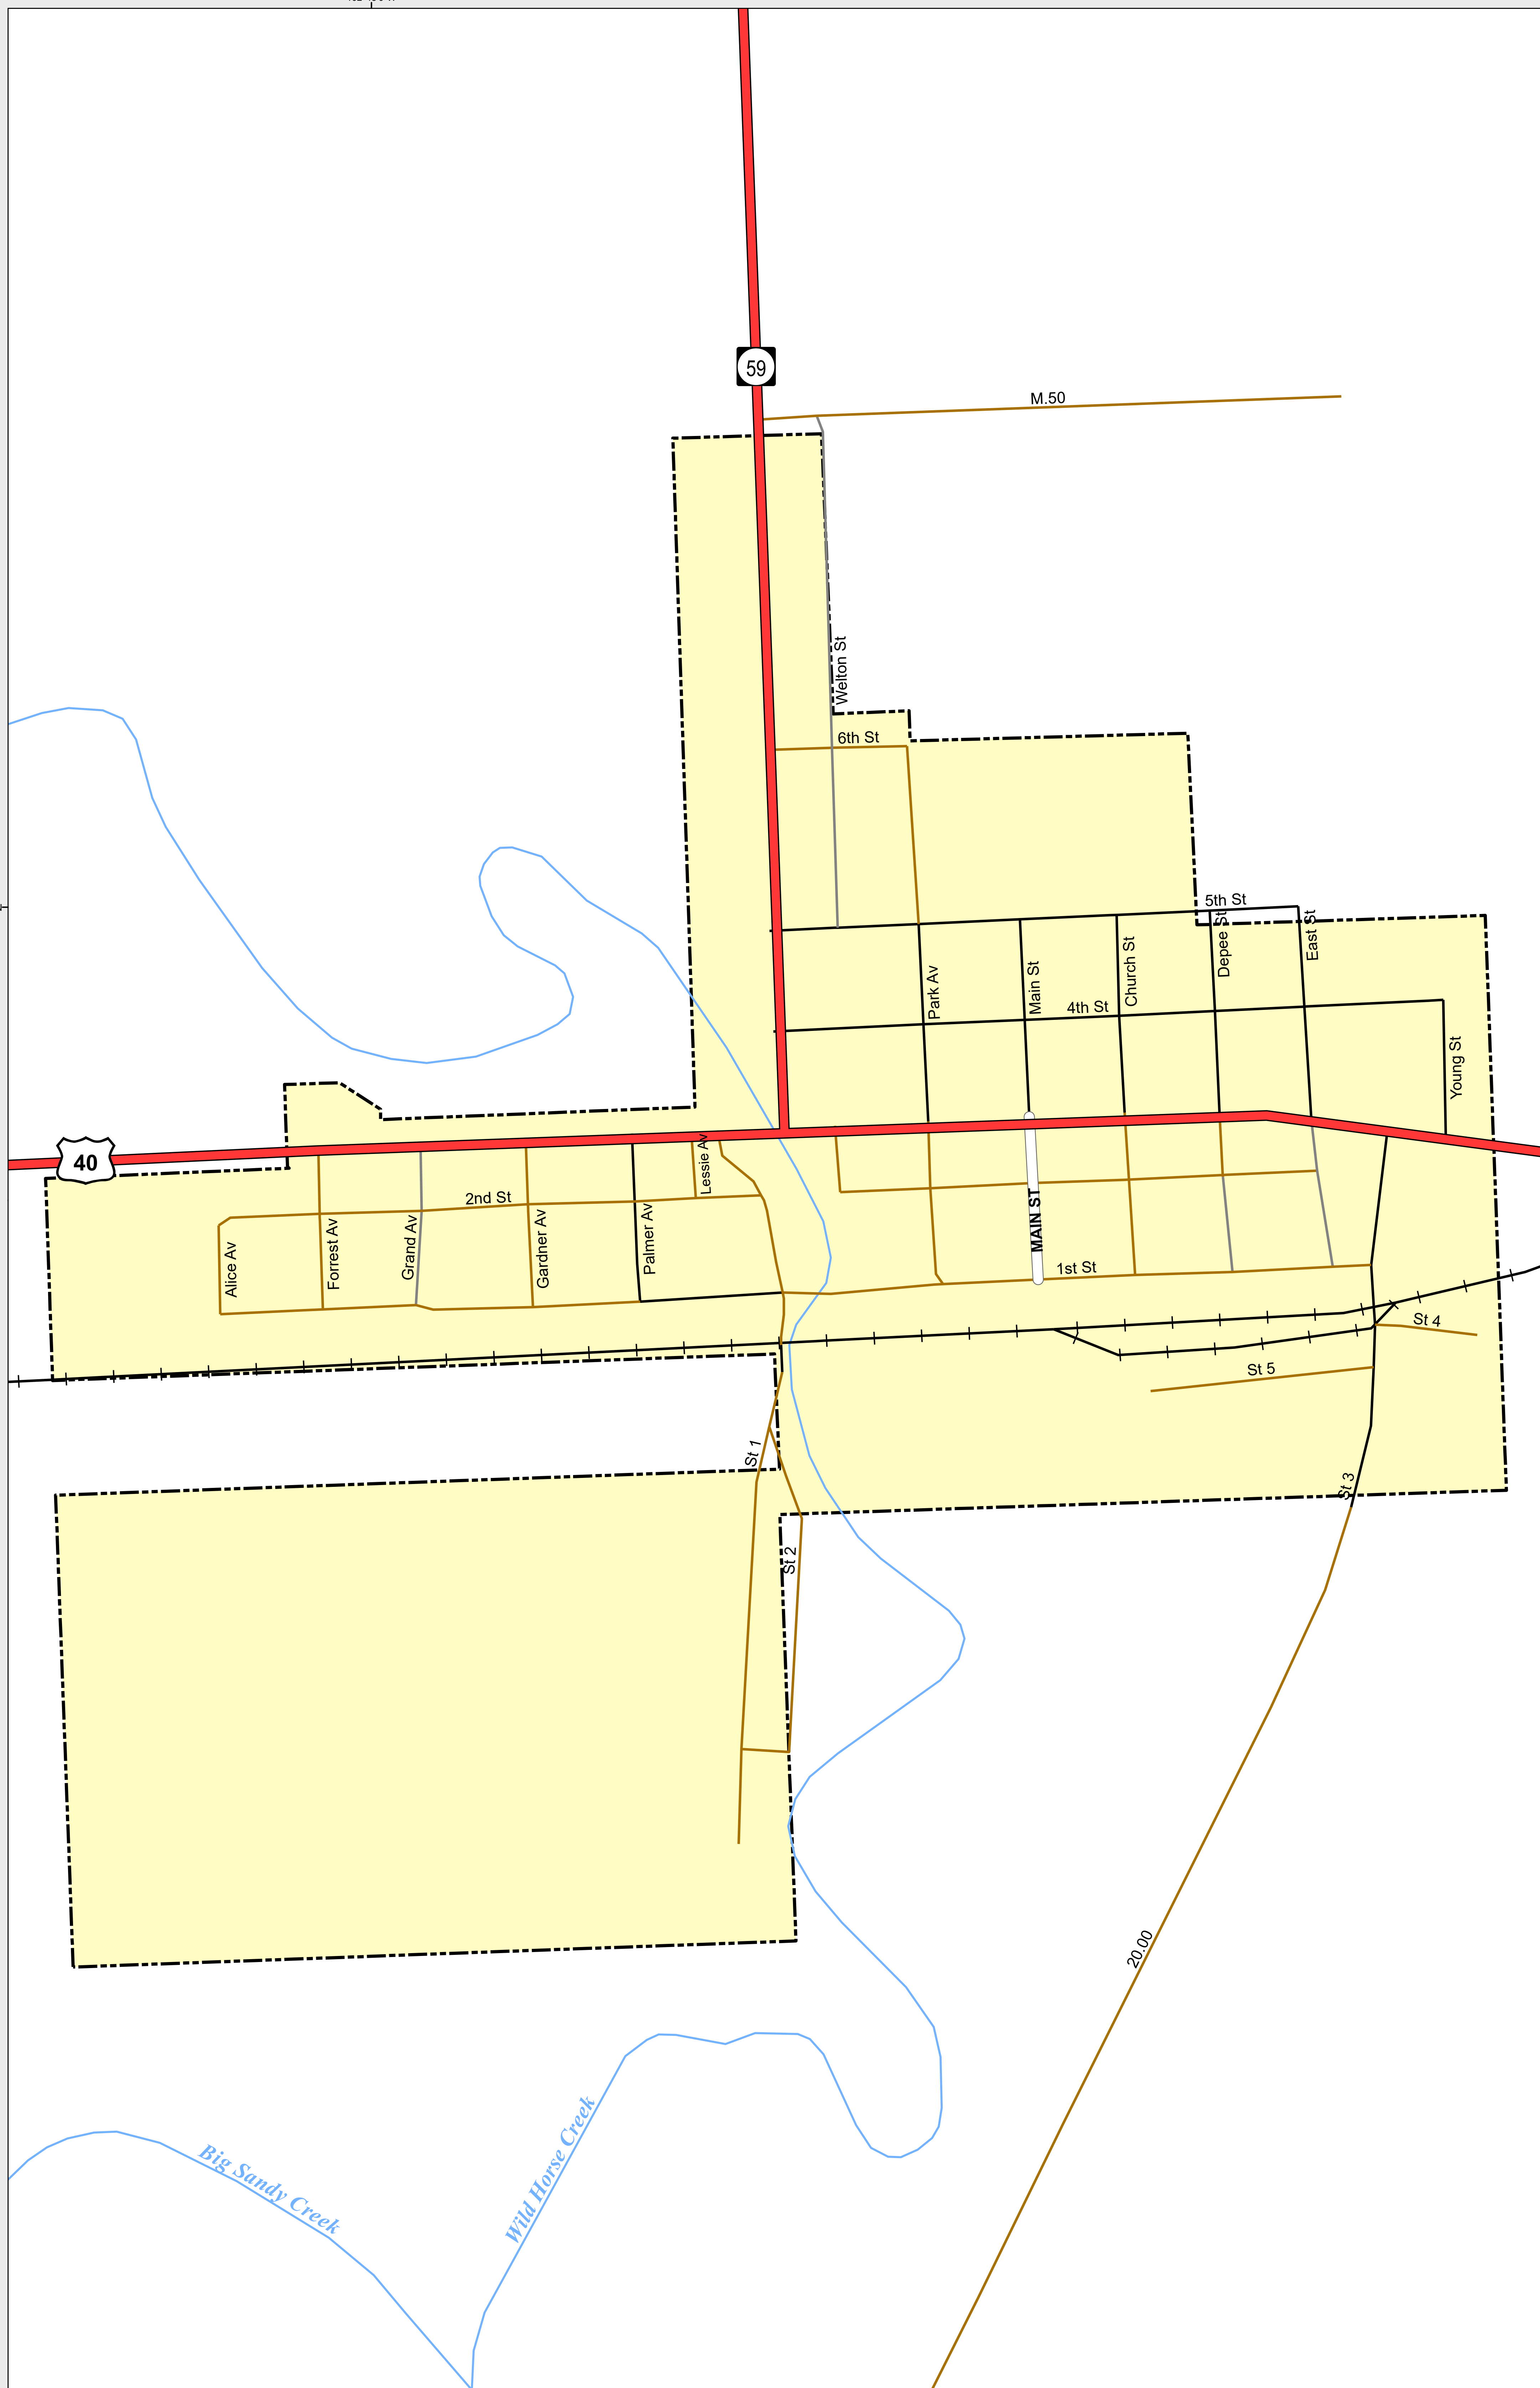 59
M.50
Welton St
6th St
5th St
Depee St
East St
Church St
Main St
Park Av
4th St
Young St
40
Lessie Av
2nd St
Palmer Av
MAIN ST
Gardner Av
Grand Av
Forrest Av
Alice Av
1st St
St 4
St 5
St 1
St 3
St 2
20.00
Wild Horse Creek
Big Sandy Creek